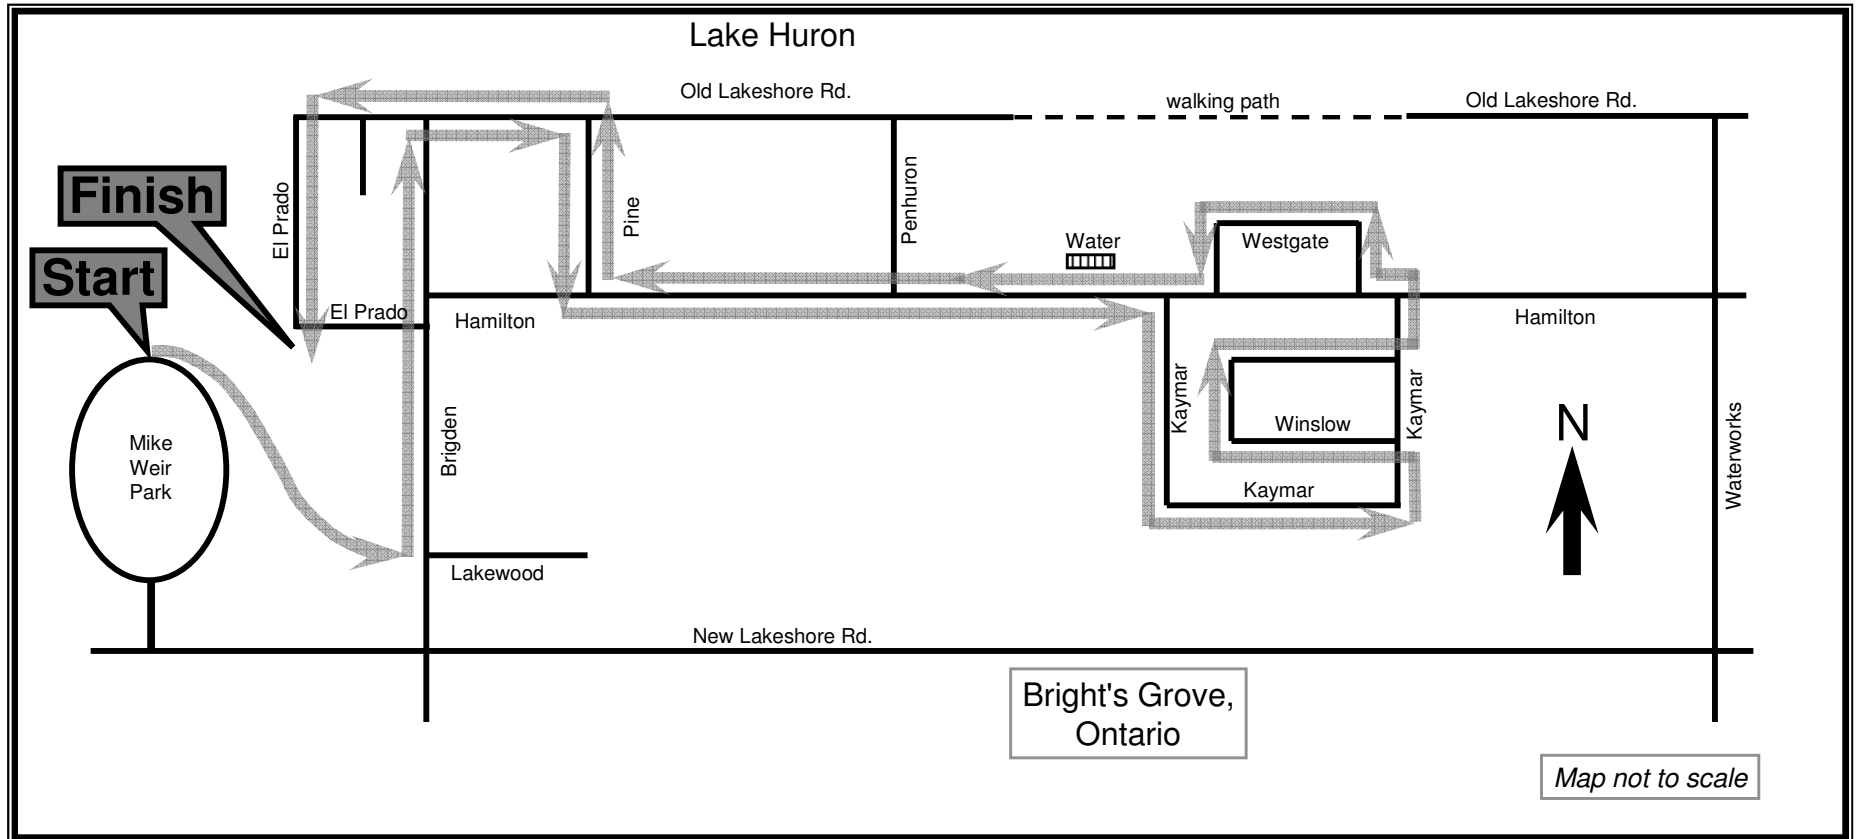 Lake Huron
Old Lakeshore Rd.
walking path
Old Lakeshore Rd.
Finish
El Prado
Pine
Penhuron
Water
Westgate
Start
El Prado
Hamilton
Hamilton
Kaymar
Kaymar
Winslow
N
Mike
Weir
Park
Brigden
Waterworks
Kaymar
Lakewood
New Lakeshore Rd.
Bright's Grove,
Ontario
Map not to scale